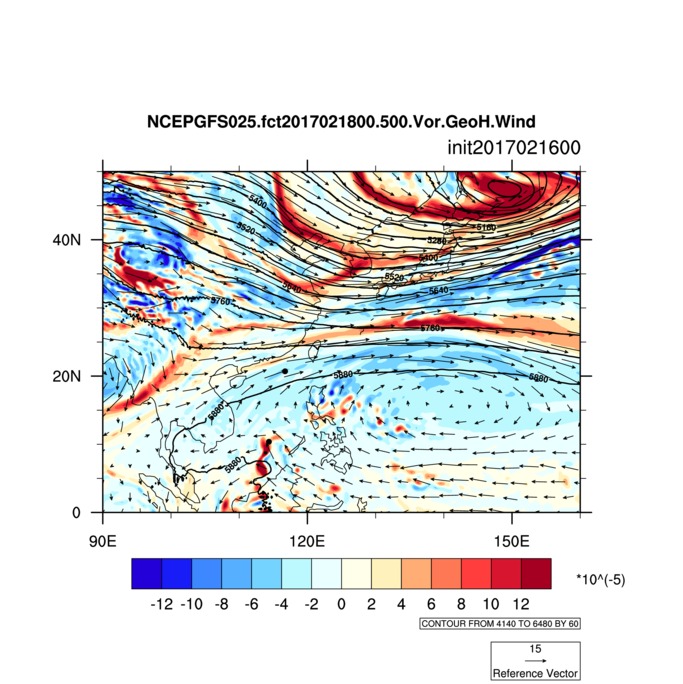 NCEPGFS025.fct2017021800.500.Vor.GeoH.Wind
init2017021600
5400
5520
5160
5280
5400
5520
5640
5640
5760
5760
5880
5880
5880
5880
40N
20N
0
90E 120E 150E
-12 -10 -8 -6 -4 -2 0 2 4 6 8 10 12
*10^(-5)
CONTOUR FROM 4140 TO 6480 BY 60
15
Reference Vector